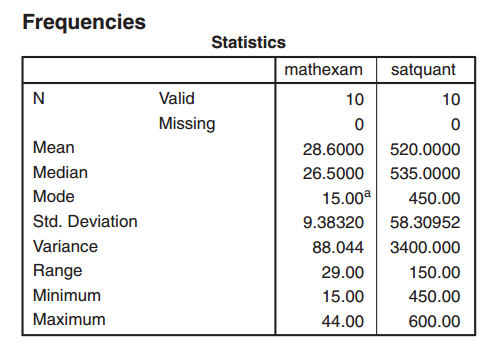 Frequencies
Statistics
mathexam satquant
N Valid 10 10
Missing 0 0
Mean 28.6000 520.0000
Median 26.5000 535.0000
Mode 15.00a 450.00
Std. Deviation 9.38320 58.30952
Variance 88.044 3400.000
Range 29.00 150.00
Minimum 15.00 450.00
Maximum 44.00 600.00